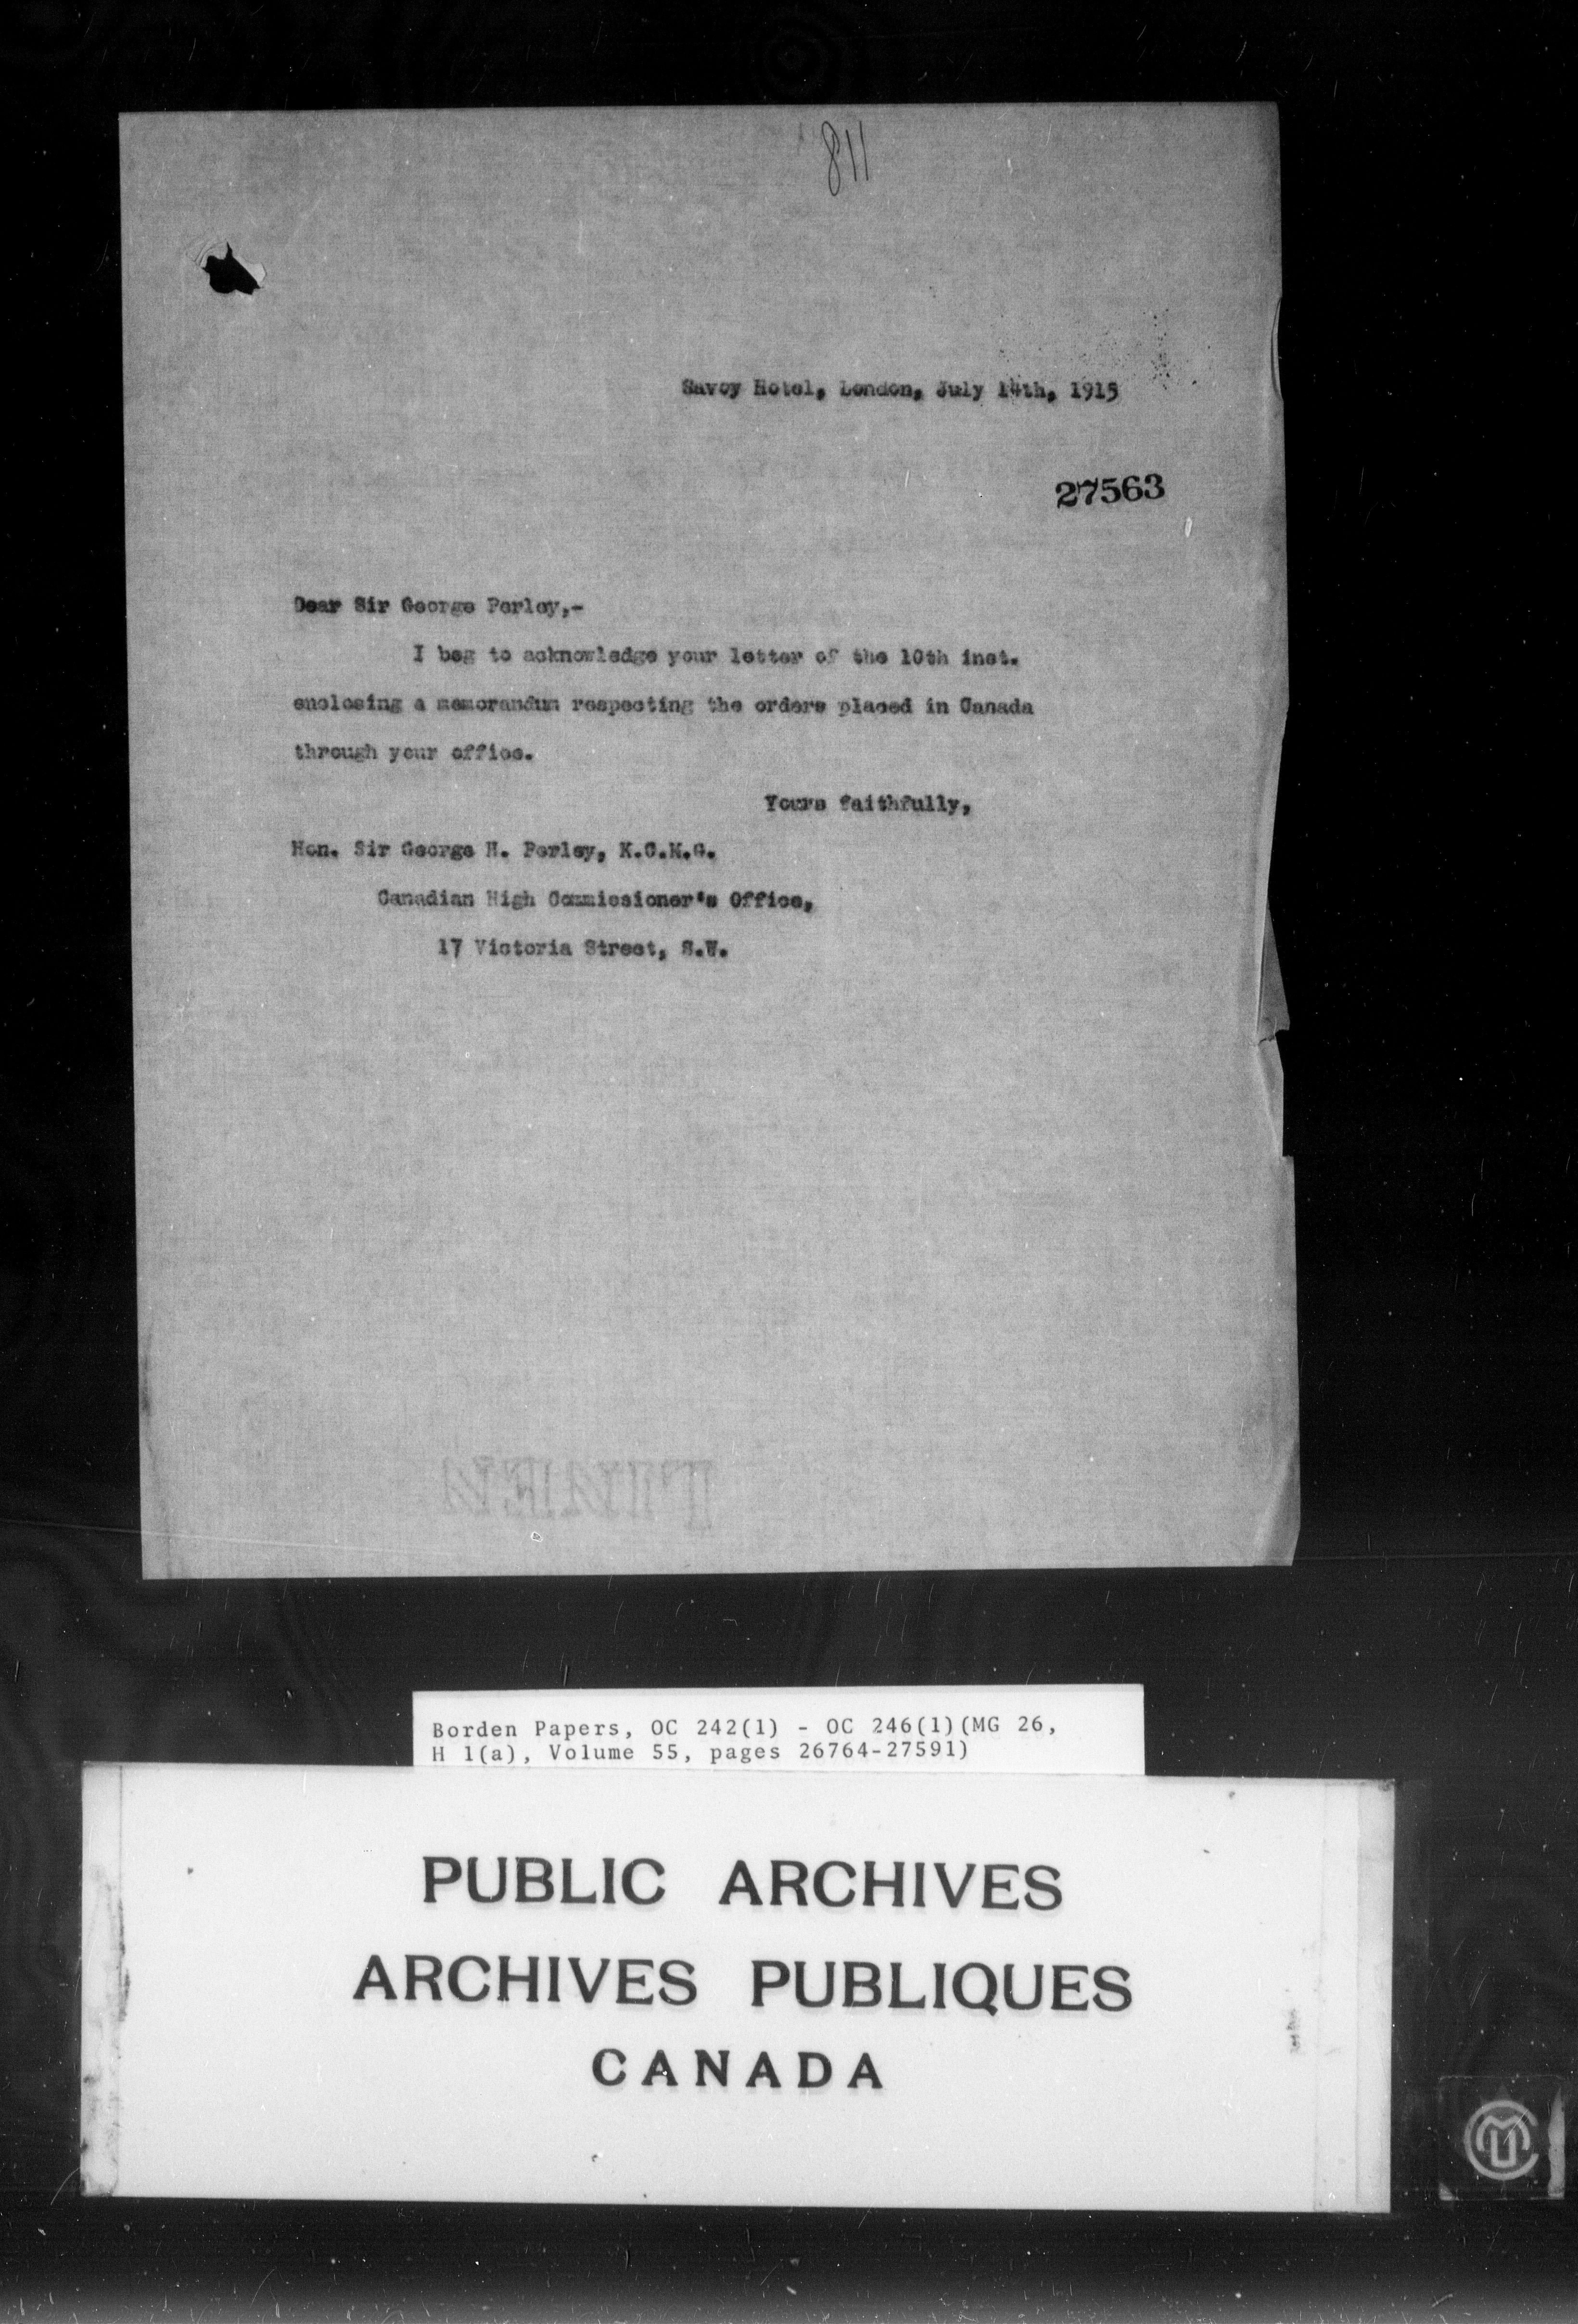 811
Savoy Hotel, London, July 14th, 1915
27563
Dear Sir George Perley,-
I beg to acknowledge your letter of the 10th inst.
enclosing a memorandum respecting the orders placed in Canada
through your office.
Yours faithfully,
Hon. Sir George H. Perley, K.C.M.G.
Canadian High Commissioner's Office,
17 Victoria Street, S.W.
LINEN
Borden Papers, OC 242(1) - OC 246(1)(MG 26,
H 1(a), Volume 55, pages 26764-27591)
PUBLIC ARCHIVES
ARCHIVES PUBLIQUES
CANADA